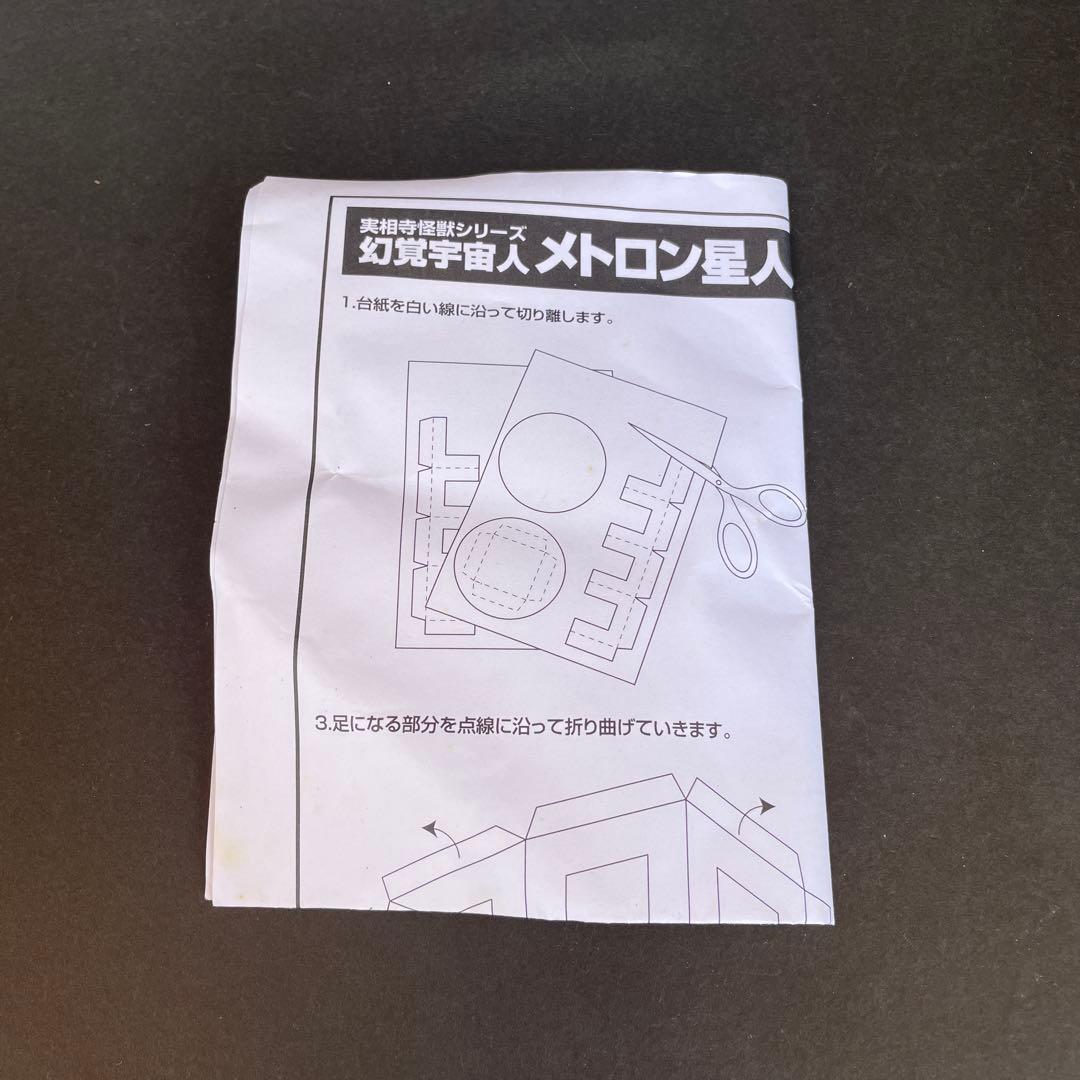 実相寺怪獣シリーズ
幻覚宇宙人メトロン星人
1.台紙を白い線に沿って切り離します。
3.足になる部分を点線に沿って折り曲げていきます。